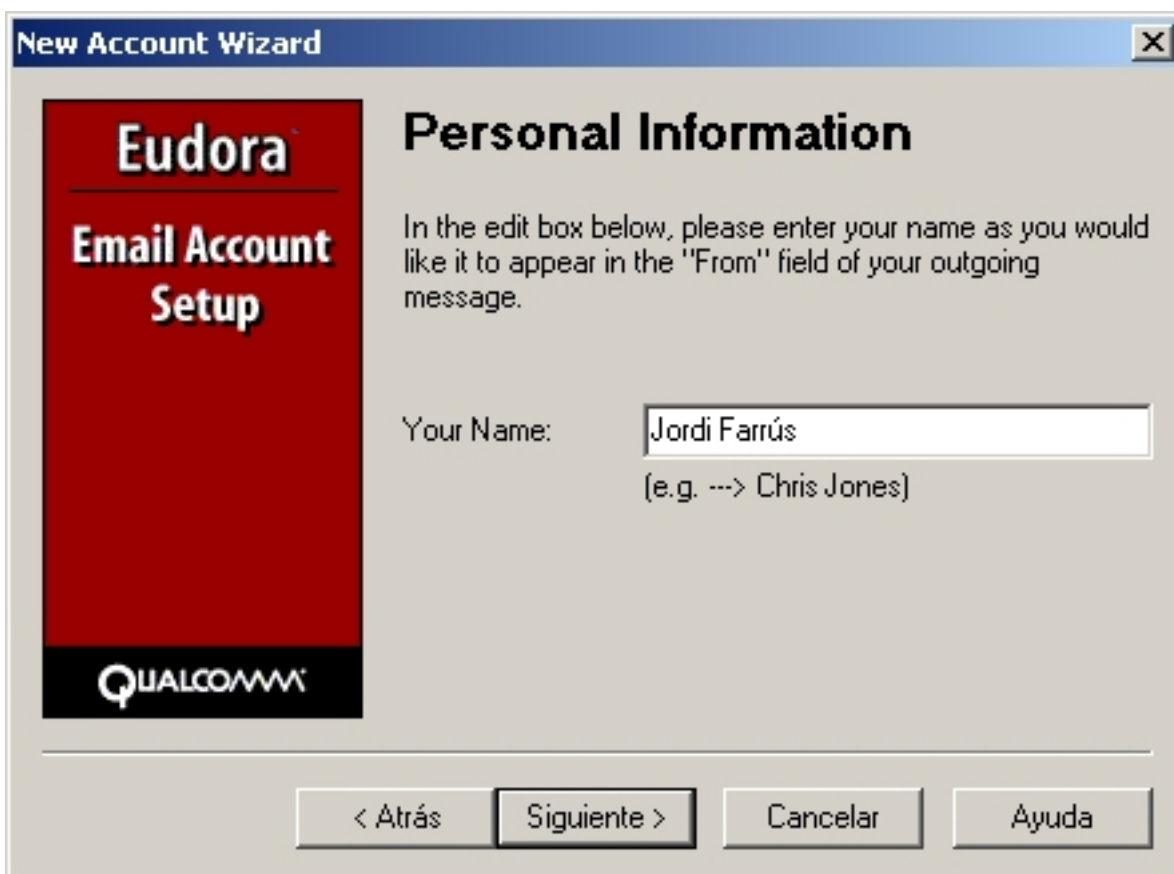 New Account Wizard
Eudora
Email Account
Setup
QUALCOMM
Personal Information
In the edit box below, please enter your name as you would
like it to appear in the "From" field of your outgoing
message.
Your Name: Jordi Farrús
(e.g. ---> Chris Jones)
< Atrás Siguiente > Cancelar Ayuda